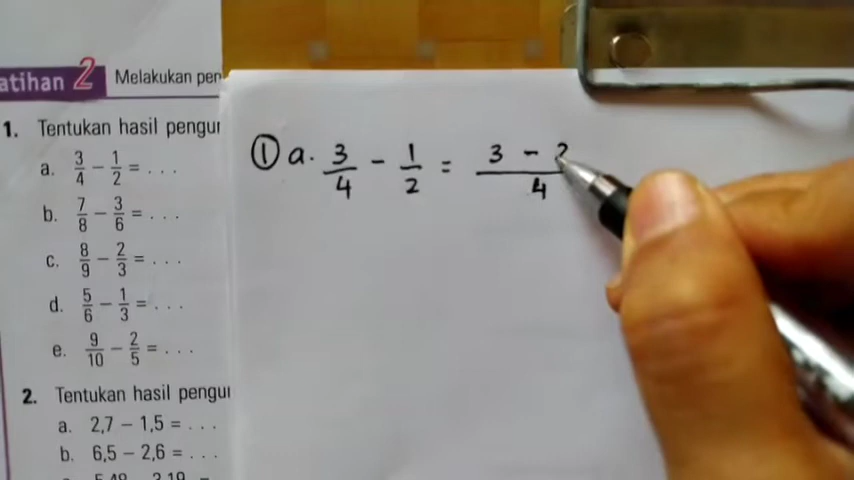 atihan 2 Melakukan pen
1. Tentukan hasil pengur
a. 3/4 − 1/2 = . . .
b. 7/8 − 3/6 = . . .
c. 8/9 − 2/3 = . . .
d. 5/6 − 1/3 = . . .
e. 9/10 − 2/5 = . . .
2. Tentukan hasil pengu
a. 2,7 − 1,5 = . . .
b. 6,5 − 2,6 = . . .
① a. 3/4 - 1/2 = (3 - 2)/4